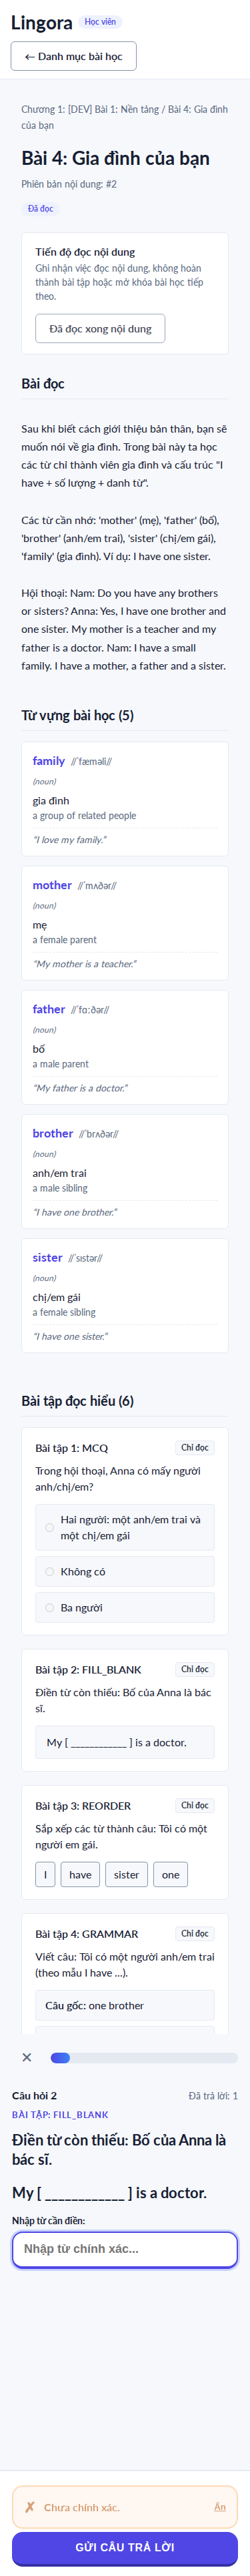 Lingora Học viên
← Danh mục bài học
Chương 1: [DEV] Bài 1: Nền tảng / Bài 4: Gia đình
của bạn
Bài 4: Gia đình của bạn
Phiên bản nội dung: #2
Đã đọc
Tiến độ đọc nội dung
Ghi nhận việc đọc nội dung, không hoàn
thành bài tập hoặc mở khóa bài học tiếp
theo.
Đã đọc xong nội dung
Bài đọc
Sau khi biết cách giới thiệu bản thân, bạn sẽ
muốn nói về gia đình. Trong bài này ta học
các từ chỉ thành viên gia đình và cấu trúc "I
have + số lượng + danh từ".
Các từ cần nhớ: 'mother' (mẹ), 'father' (bố),
'brother' (anh/em trai), 'sister' (chị/em gái),
'family' (gia đình). Ví dụ: I have one sister.
Hội thoại: Nam: Do you have any brothers
or sisters? Anna: Yes, I have one brother and
one sister. My mother is a teacher and my
father is a doctor. Nam: I have a small
family. I have a mother, a father and a sister.
Từ vựng bài học (5)
family //ˈfæməli//
(noun)
gia đình
a group of related people
“I love my family.”
mother //ˈmʌðər//
(noun)
mẹ
a female parent
“My mother is a teacher.”
father //ˈfɑːðər//
(noun)
bố
a male parent
“My father is a doctor.”
brother //ˈbrʌðər//
(noun)
anh/em trai
a male sibling
“I have one brother.”
sister //ˈsɪstər//
(noun)
chị/em gái
a female sibling
“I have one sister.”
Bài tập đọc hiểu (6)
Bài tập 1: MCQ Chỉ đọc
Trong hội thoại, Anna có mấy người
anh/chị/em?
Hai người: một anh/em trai và
một chị/em gái
Không có
Ba người
Bài tập 2: FILL_BLANK Chỉ đọc
Điền từ còn thiếu: Bố của Anna là bác
sĩ.
My [ ____________ ] is a doctor.
Bài tập 3: REORDER Chỉ đọc
Sắp xếp các từ thành câu: Tôi có một
người em gái.
I have sister one
Bài tập 4: GRAMMAR Chỉ đọc
Viết câu: Tôi có một người anh/em trai
(theo mẫu I have ...).
Câu gốc: one brother
✕
Câu hỏi 2 Đã trả lời: 1
BÀI TẬP: FILL_BLANK
Điền từ còn thiếu: Bố của Anna là
bác sĩ.
My [ ____________ ] is a doctor.
Nhập từ cần điền:
Nhập từ chính xác...
✗ Chưa chính xác. Ẩn
GỬI CÂU TRẢ LỜI